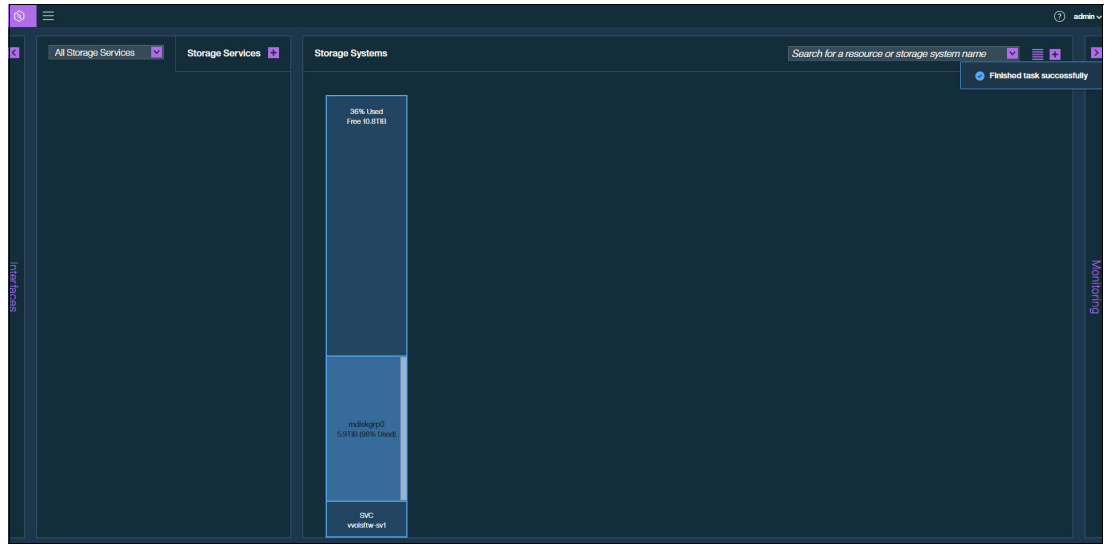 admin
All Storage Services
Storage Services
Storage Systems
Search for a resource or storage system name
Finished task successfully
36% Used
Free 10.8TIB
Interfaces
Monitoring
mdiskgrp0
5.9TIB (98% Used)
SVC
vvolsftw-sv1